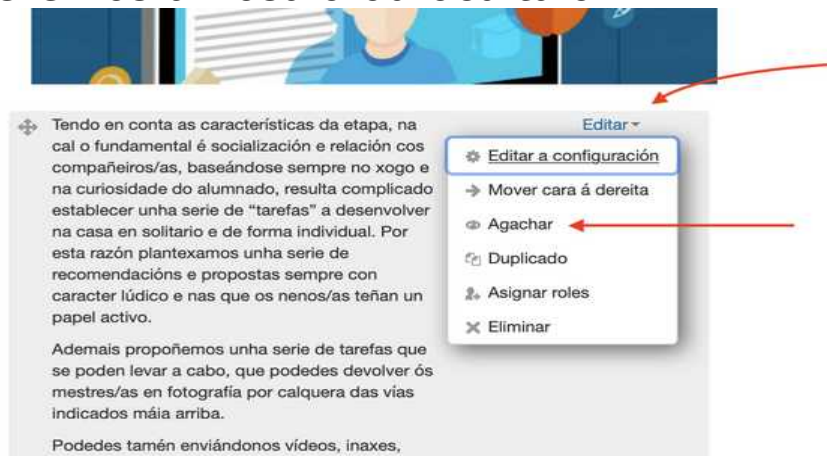 Tendo en conta as características da etapa, na
cal o fundamental é socialización e relación cos
compañeiros/as, baseándose sempre no xogo e
na curiosidade do alumnado, resulta complicado
establecer unha serie de “tarefas” a desenvolver
na casa en solitario e de forma individual. Por
esta razón plantexamos unha serie de
recomendacións e propostas sempre con
caracter lúdico e nas que os nenos/as teñan un
papel activo.
Ademais propoñemos unha serie de tarefas que
se poden levar a cabo, que podedes devolver ós
mestres/as en fotografía por calquera das vías
indicados máia arriba.
Podedes tamén enviándonos vídeos, inaxes,
Editar
Editar a configuración
Mover cara á dereita
Agachar
Duplicado
Asignar roles
Eliminar